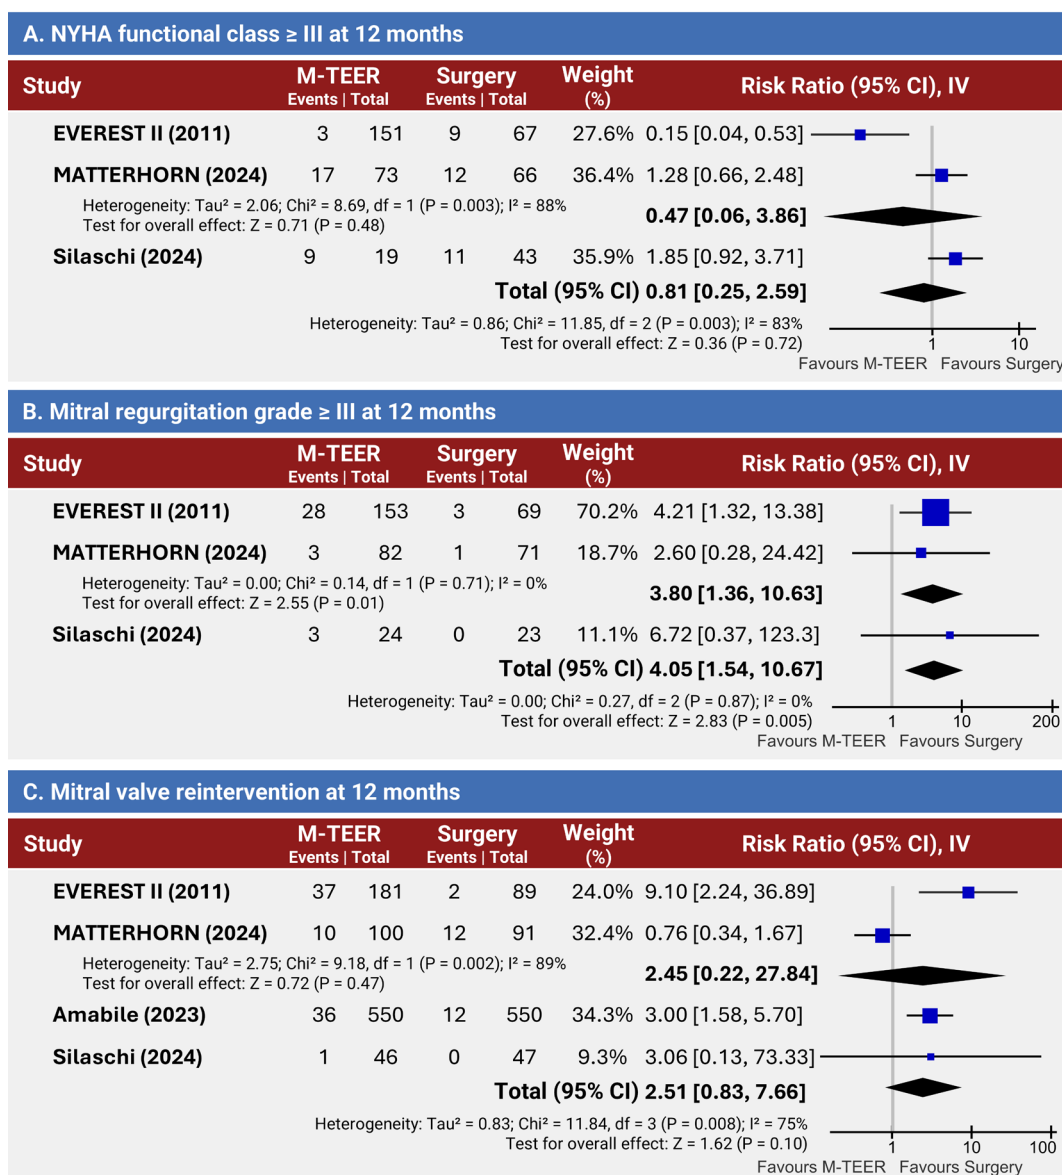 A. NYHA functional class ≥ III at 12 months
Study M-TEER Surgery Weight Risk Ratio (95% CI), IV
Events | Total Events | Total (%)
EVEREST II (2011) 3 151 9 67 27.6% 0.15 [0.04, 0.53]
MATTERHORN (2024) 17 73 12 66 36.4% 1.28 [0.66, 2.48]
Heterogeneity: Tau² = 2.06; Chi² = 8.69, df = 1 (P = 0.003); I² = 88%
0.47 [0.06, 3.86]
Test for overall effect: Z = 0.71 (P = 0.48)
Silaschi (2024) 9 19 11 43 35.9% 1.85 [0.92, 3.71]
Total (95% CI) 0.81 [0.25, 2.59]
Heterogeneity: Tau² = 0.86; Chi² = 11.85, df = 2 (P = 0.003); I² = 83%
Test for overall effect: Z = 0.36 (P = 0.72)
1 10
Favours M-TEER Favours Surgery
B. Mitral regurgitation grade ≥ III at 12 months
Study M-TEER Surgery Weight Risk Ratio (95% CI), IV
Events | Total Events | Total (%)
EVEREST II (2011) 28 153 3 69 70.2% 4.21 [1.32, 13.38]
MATTERHORN (2024) 3 82 1 71 18.7% 2.60 [0.28, 24.42]
Heterogeneity: Tau² = 0.00; Chi² = 0.14, df = 1 (P = 0.71); I² = 0%
3.80 [1.36, 10.63]
Test for overall effect: Z = 2.55 (P = 0.01)
Silaschi (2024) 3 24 0 23 11.1% 6.72 [0.37, 123.3]
Total (95% CI) 4.05 [1.54, 10.67]
Heterogeneity: Tau² = 0.00; Chi² = 0.27, df = 2 (P = 0.87); I² = 0%
Test for overall effect: Z = 2.83 (P = 0.005)
1 10 200
Favours M-TEER Favours Surgery
C. Mitral valve reintervention at 12 months
Study M-TEER Surgery Weight Risk Ratio (95% CI), IV
Events | Total Events | Total (%)
EVEREST II (2011) 37 181 2 89 24.0% 9.10 [2.24, 36.89]
MATTERHORN (2024) 10 100 12 91 32.4% 0.76 [0.34, 1.67]
Heterogeneity: Tau² = 2.75; Chi² = 9.18, df = 1 (P = 0.002); I² = 89%
2.45 [0.22, 27.84]
Test for overall effect: Z = 0.72 (P = 0.47)
Amabile (2023) 36 550 12 550 34.3% 3.00 [1.58, 5.70]
Silaschi (2024) 1 46 0 47 9.3% 3.06 [0.13, 73.33]
Total (95% CI) 2.51 [0.83, 7.66]
Heterogeneity: Tau² = 0.83; Chi² = 11.84, df = 3 (P = 0.008); I² = 75%
Test for overall effect: Z = 1.62 (P = 0.10)
1 10 100
Favours M-TEER Favours Surgery